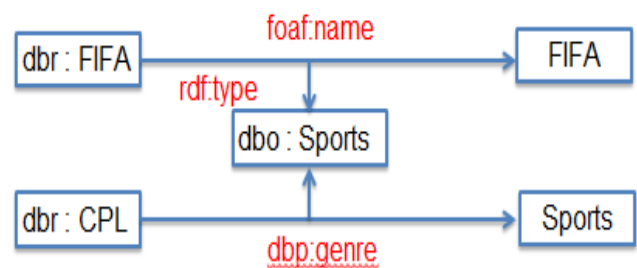 foaf:name
dbr : FIFA
FIFA
rdf:type
dbo : Sports
dbr : CPL
Sports
dbp:genre